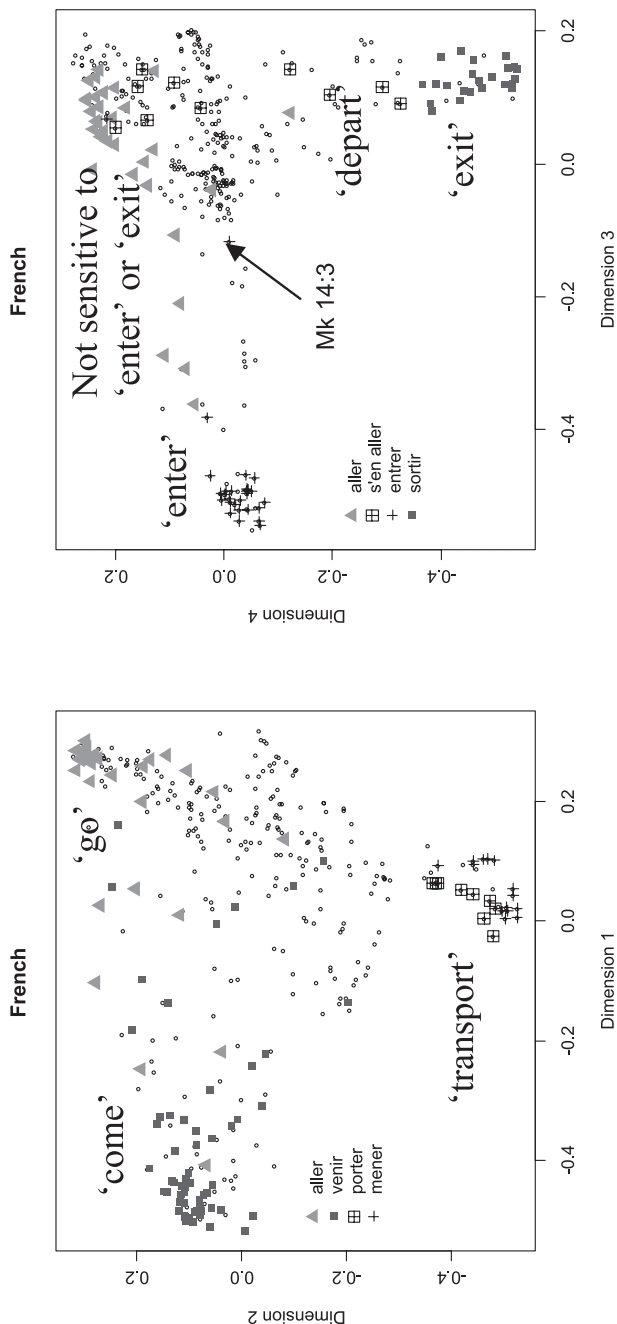 French
'come'
'go'
'transport'
aller
venir
porter
mener
Dimension 2
0.2
0.0
-0.2
-0.4
-0.4
-0.2
0.0
0.2
Dimension 1
French
Not sensitive to
'enter' or 'exit'
'enter'
'depart'
'exit'
Mk 14:3
aller
s'en aller
entrer
sortir
Dimension 4
0.2
0.0
-0.2
-0.4
-0.4
-0.2
0.0
0.2
Dimension 3